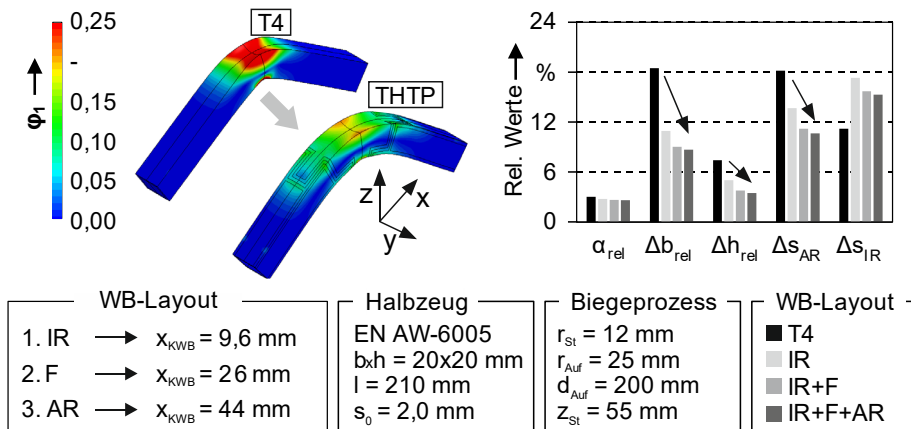 0,25
-
0,15
0,10
0,00
φ₁
T4
THTP
z
x
y
Rel. Werte
24
%
12
6
0
α_rel
Δb_rel
Δh_rel
Δs_AR
Δs_IR
WB-Layout
1. IR → x_KWB = 9,6 mm
2. F → x_KWB = 26 mm
3. AR → x_KWB = 44 mm
Halbzeug
EN AW-6005
bxh = 20x20 mm
l = 210 mm
s_0 = 2,0 mm
Biegeprozess
r_St = 12 mm
r_Auf = 25 mm
d_Auf = 200 mm
z_St = 55 mm
WB-Layout
T4
IR
IR+F
IR+F+AR